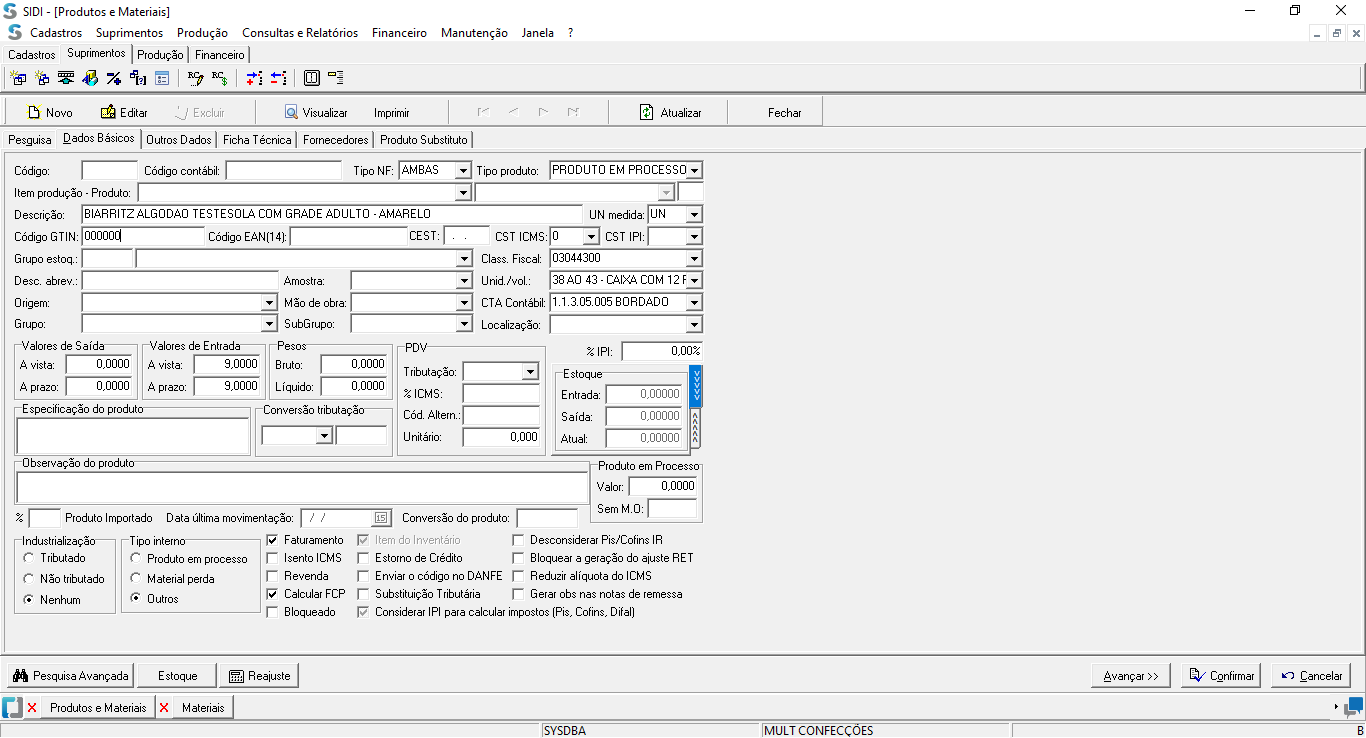 SIDI - [Produtos e Materiais]
Cadastros Suprimentos Produção Consultas e Relatórios Financeiro Manutenção Janela ?
Cadastros Suprimentos Produção Financeiro
Novo Editar Excluir Visualizar Imprimir Atualizar Fechar
Pesquisa Dados Básicos Outros Dados Ficha Técnica Fornecedores Produto Substituto
Código: Código contábil: Tipo NF: AMBAS Tipo produto: PRODUTO EM PROCESSO
Item produção - Produto:
Descrição: BIARRITZ ALGODAO TESTESOLA COM GRADE ADULTO - AMARELO UN medida: UN
Código GTIN: 000000 Código EAN(14): CEST: . . CST ICMS: 0 CST IPI:
Grupo estoq.: Class. Fiscal: 03044300
Desc. abrev.: Amostra: Unid./vol.: 38 AO 43 - CAIXA COM 12 F
Origem: Mão de obra: CTA Contábil: 1.1.3.05.005 BORDADO
Grupo: SubGrupo: Localização:
Valores de Saída Valores de Entrada Pesos PDV % IPI: 0,00%
A vista: 0,0000 A vista: 9,0000 Bruto: 0,0000 Tributação: Estoque
A prazo: 0,0000 A prazo: 9,0000 Líquido: 0,0000 % ICMS: Entrada: 0,00000
Especificação do produto Conversão tributação Cód. Altern.: Saída: 0,00000
Unitário: 0,000 Atual: 0,00000
Observação do produto Produto em Processo
Valor: 0,0000
Sem M.O:
% Produto Importado Data última movimentação: / / 15 Conversão do produto:
Industrialização Tipo interno Faturamento Item do Inventário Desconsiderar Pis/Cofins IR
Tributado Produto em processo Isento ICMS Estorno de Crédito Bloquear a geração do ajuste RET
Não tributado Material perda Revenda Enviar o código no DANFE Reduzir alíquota do ICMS
Nenhum Outros Calcular FCP Substituição Tributária Gerar obs nas notas de remessa
Bloqueado Considerar IPI para calcular impostos (Pis, Cofins, Difal)
Pesquisa Avançada Estoque Reajuste Avançar >> Confirmar Cancelar
Produtos e Materiais Materiais
SYSDBA MULT CONFECÇÕES B